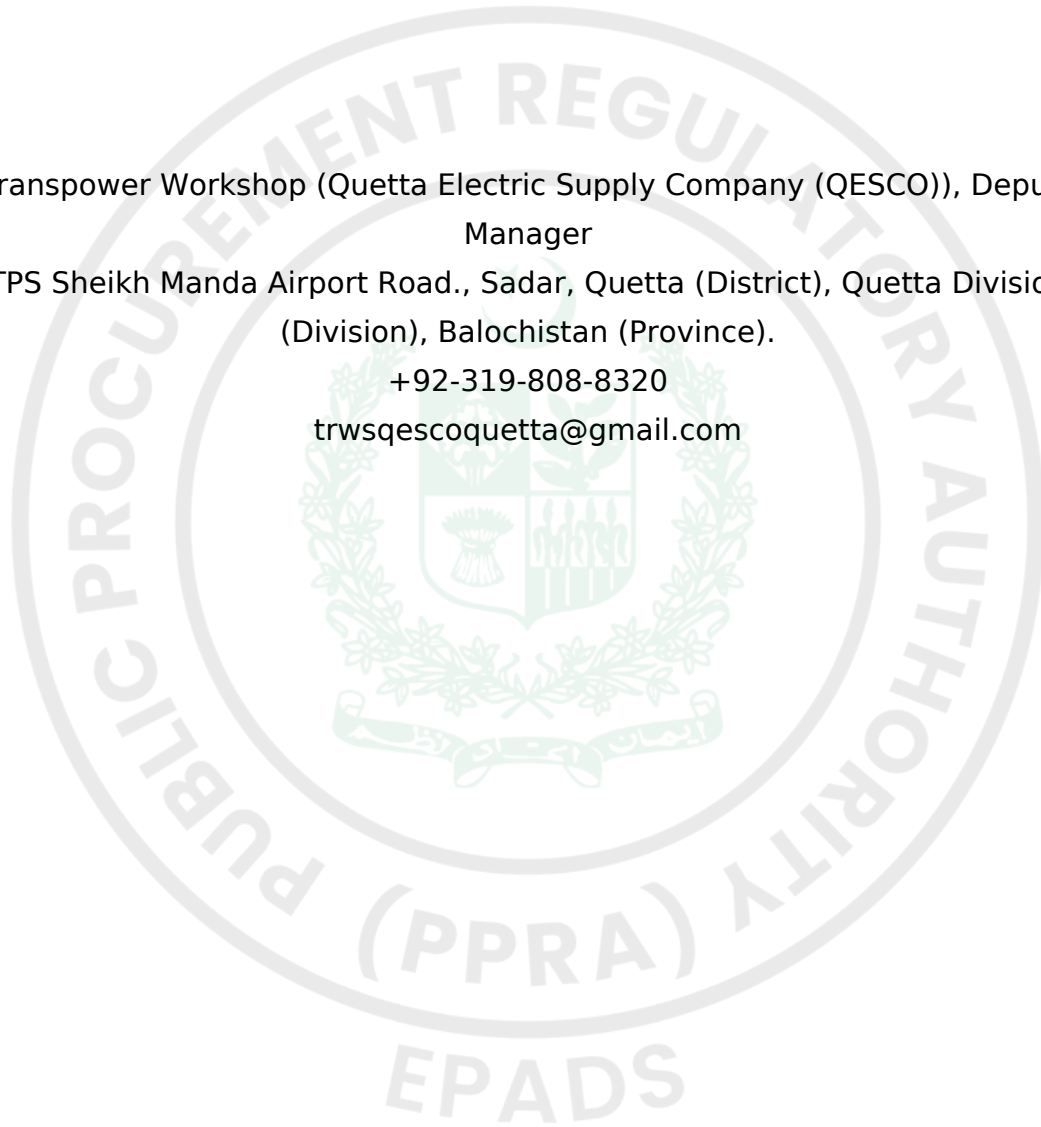 ranspower Workshop (Quetta Electric Supply Company (QESCO)), Depu
Manager
TPS Sheikh Manda Airport Road., Sadar, Quetta (District), Quetta Divisio
(Division), Balochistan (Province).
+92-319-808-8320
trwsqescoquetta@gmail.com
PUBLIC PROCUREMENT REGULATORY AUTHORITY
(PPRA)
EPADS